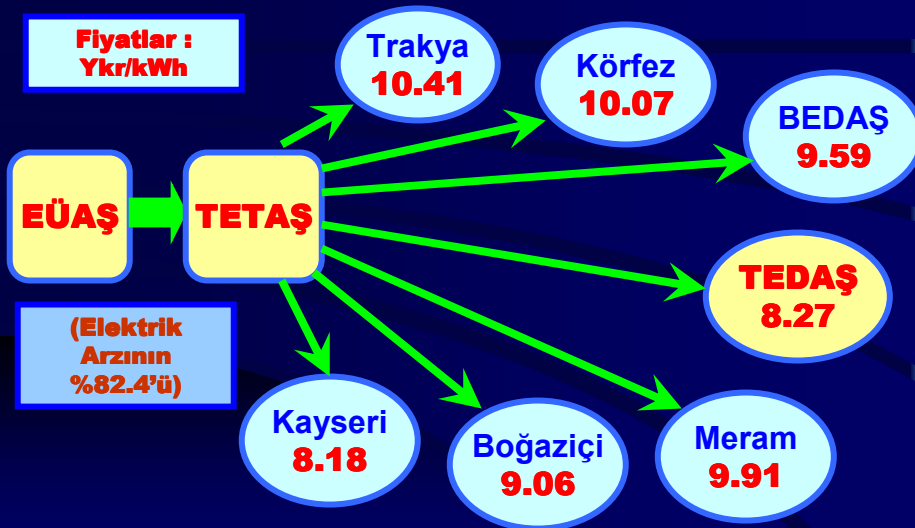 Fiyatlar :
Ykr/kWh
Trakya
10.41
Körfez
10.07
BEDAŞ
9.59
EÜAŞ
TETAŞ
TEDAŞ
8.27
(Elektrik
Arzının
%82.4’ü)
Kayseri
8.18
Boğaziçi
9.06
Meram
9.91